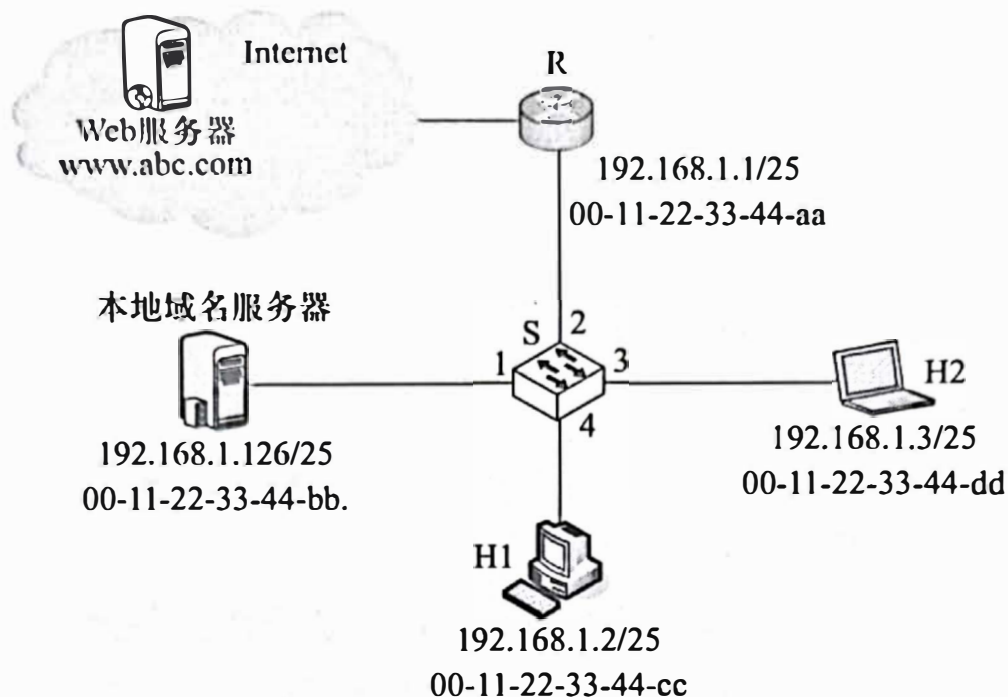 Internet
Web服务器
www.abc.com
R
192.168.1.1/25
00-11-22-33-44-aa
本地域名服务器
S
2
1
3
H2
4
192.168.1.126/25
00-11-22-33-44-bb.
192.168.1.3/25
00-11-22-33-44-dd
H1
192.168.1.2/25
00-11-22-33-44-cc